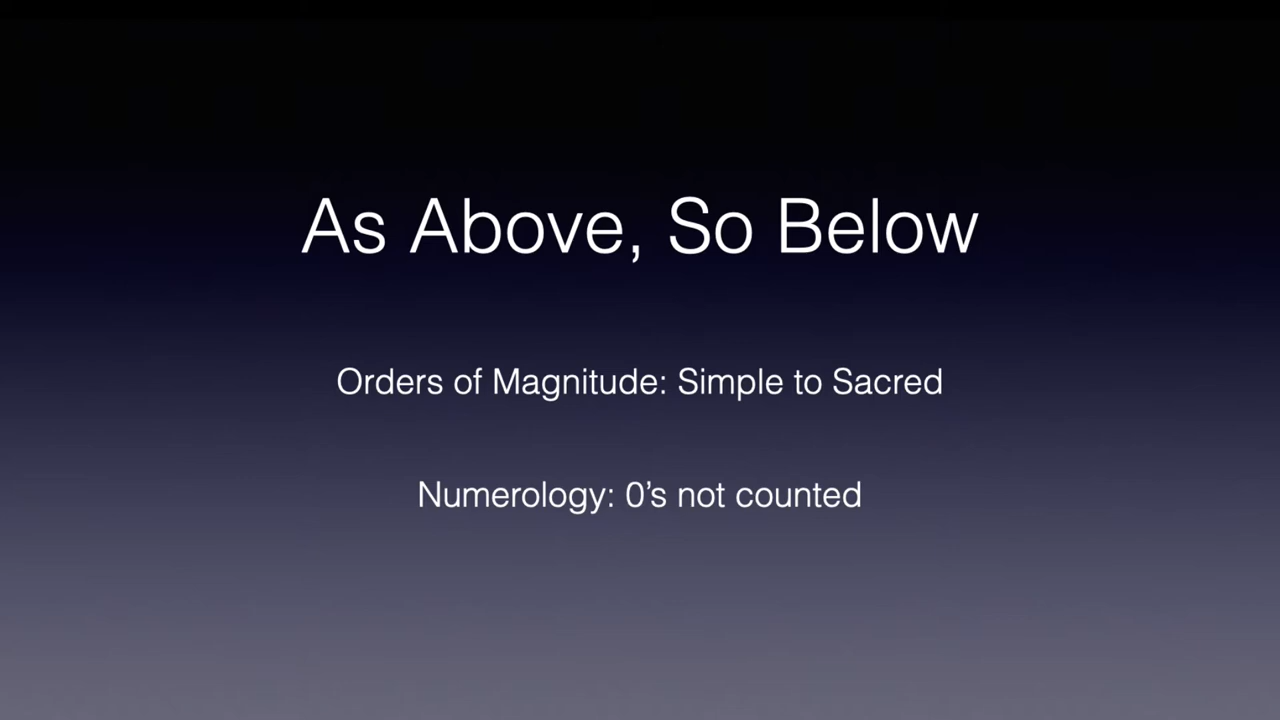 As Above, So Below
Orders of Magnitude: Simple to Sacred
Numerology: 0’s not counted